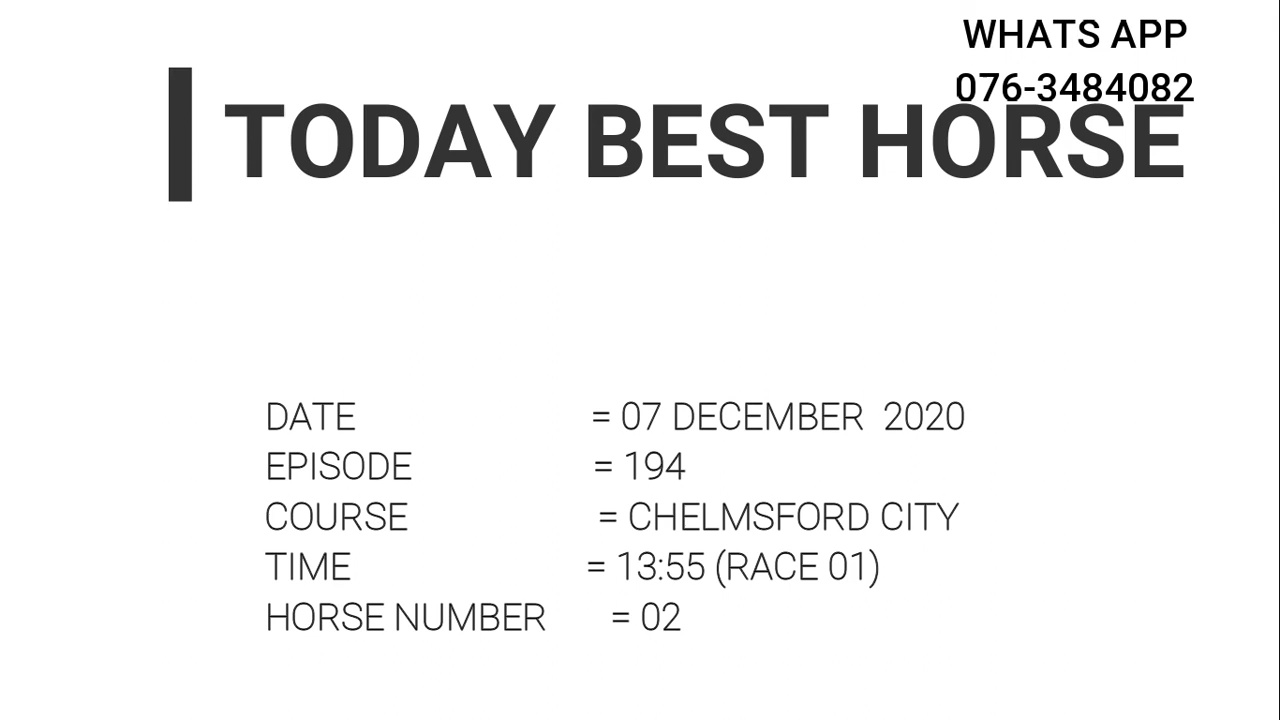 WHATS APP
076-3484082
TODAY BEST HORSE
DATE = 07 DECEMBER 2020
EPISODE = 194
COURSE = CHELMSFORD CITY
TIME = 13:55 (RACE 01)
HORSE NUMBER = 02